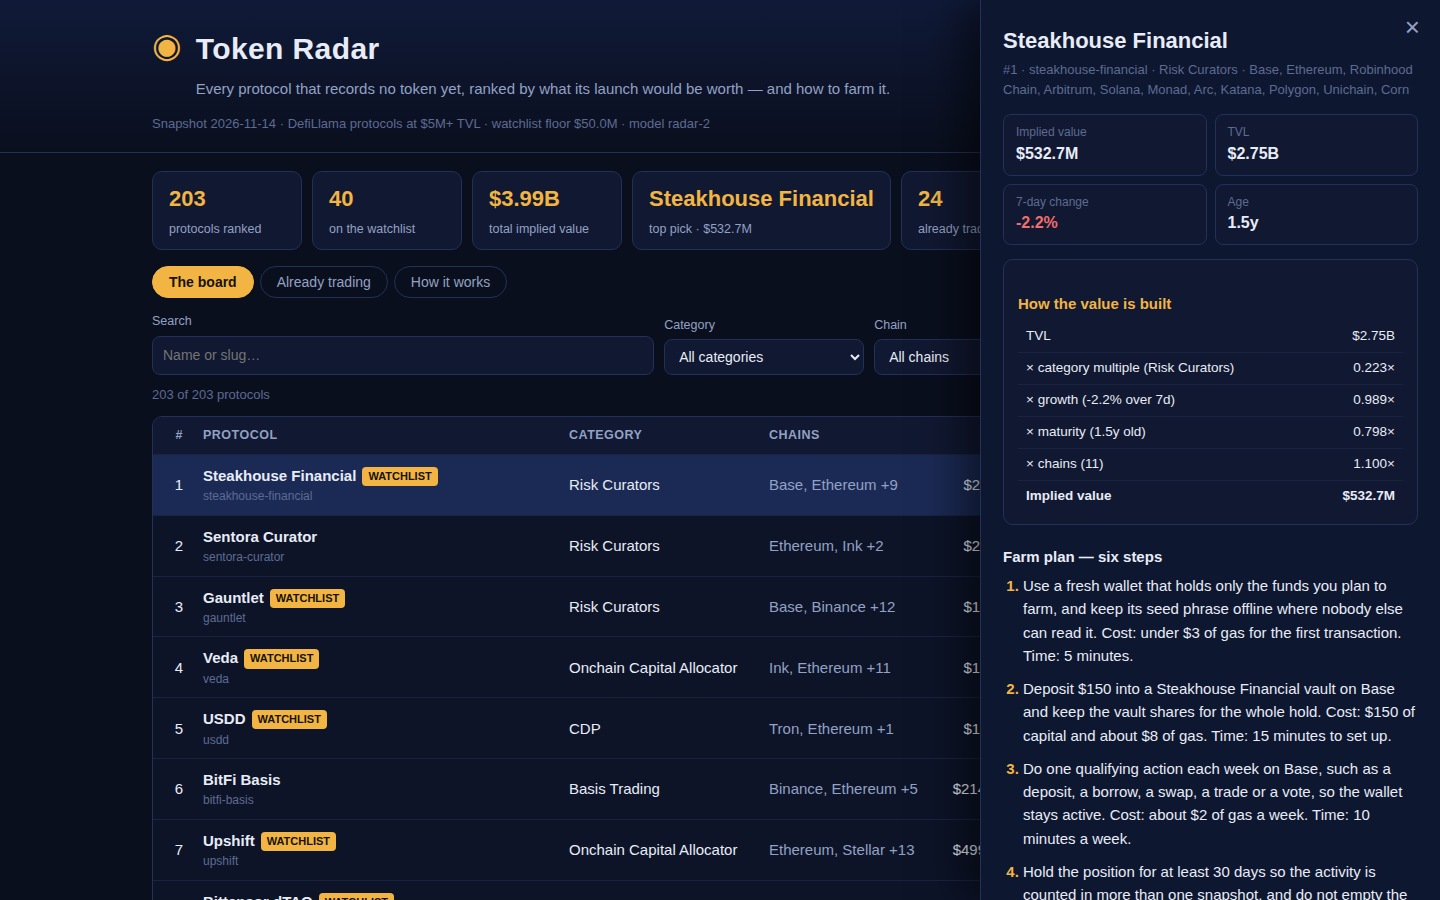 Token Radar
Every protocol that records no token yet, ranked by what its launch would be worth — and how to farm it.
Snapshot 2026-11-14 · DefiLlama protocols at $5M+ TVL · watchlist floor $50.0M · model radar-2
203
protocols ranked
40
on the watchlist
$3.99B
total implied value
Steakhouse Financial
top pick · $532.7M
24
already
The board
Already trading
How it works
Search
Name or slug…
Category
All categories
Chain
All chains
203 of 203 protocols
# PROTOCOL CATEGORY CHAINS
1 Steakhouse Financial WATCHLIST Risk Curators Base, Ethereum +9
steakhouse-financial
2 Sentora Curator Risk Curators Ethereum, Ink +2
sentora-curator
3 Gauntlet WATCHLIST Risk Curators Base, Binance +12
gauntlet
4 Veda WATCHLIST Onchain Capital Allocator Ink, Ethereum +11
veda
5 USDD WATCHLIST CDP Tron, Ethereum +1
usdd
6 BitFi Basis Basis Trading Binance, Ethereum +5
bitfi-basis
7 Upshift WATCHLIST Onchain Capital Allocator Ethereum, Stellar +13
upshift
×
Steakhouse Financial
#1 · steakhouse-financial · Risk Curators · Base, Ethereum, Robinhood
Chain, Arbitrum, Solana, Monad, Arc, Katana, Polygon, Unichain, Corn
Implied value
$532.7M
TVL
$2.75B
7-day change
-2.2%
Age
1.5y
How the value is built
TVL $2.75B
× category multiple (Risk Curators) 0.223×
× growth (-2.2% over 7d) 0.989×
× maturity (1.5y old) 0.798×
× chains (11) 1.100×
Implied value $532.7M
Farm plan — six steps
1. Use a fresh wallet that holds only the funds you plan to
farm, and keep its seed phrase offline where nobody else
can read it. Cost: under $3 of gas for the first transaction.
Time: 5 minutes.
2. Deposit $150 into a Steakhouse Financial vault on Base
and keep the vault shares for the whole hold. Cost: $150 of
capital and about $8 of gas. Time: 15 minutes to set up.
3. Do one qualifying action each week on Base, such as a
deposit, a borrow, a swap, a trade or a vote, so the wallet
stays active. Cost: about $2 of gas a week. Time: 10
minutes a week.
4. Hold the position for at least 30 days so the activity is
counted in more than one snapshot, and do not empty the